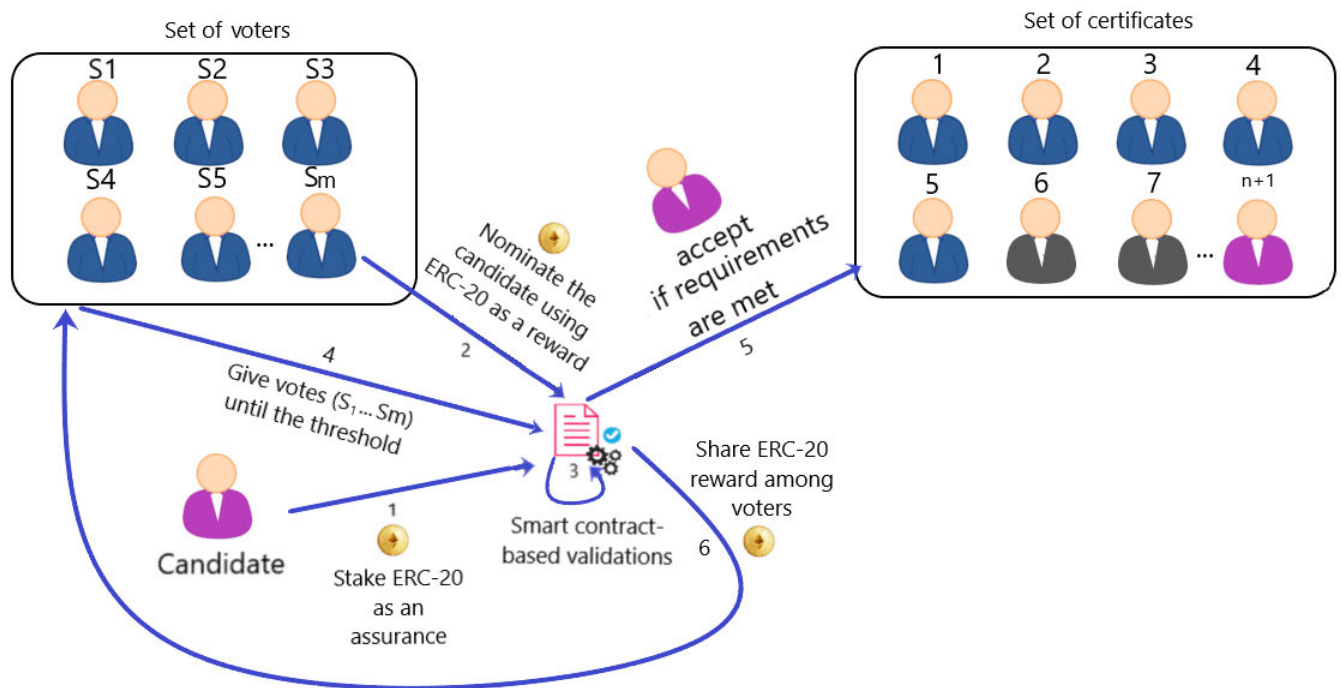 Set of voters
S1 S2 S3
S4 S5 Sm
...
Set of certificates
1 2 3 4
5 6 7 n+1
...
Nominate the
candidate using
ERC-20 as a reward
2
accept
if requirements
are met
5
4
Give votes (S₁...Sm)
until the threshold
Candidate
1
Stake ERC-20
as an
assurance
3
Smart contract-
based validations
Share ERC-20
reward among
voters
6